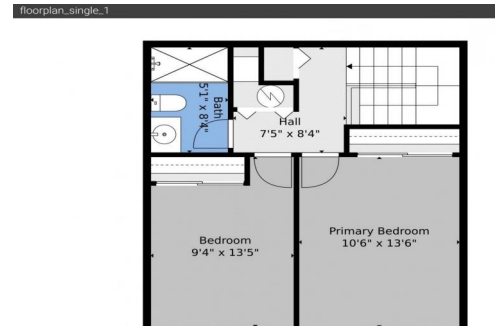 floorplan_single_1
Bath
5'1" x 8'4"
Hall
7'5" x 8'4"
Bedroom
9'4" x 13'5"
Primary Bedroom
10'6" x 13'6"